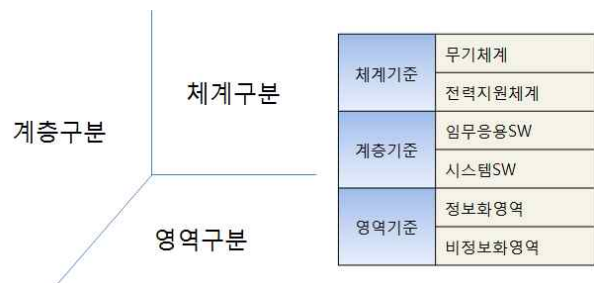 체계구분
계층구분
영역구분
체계기준
무기체계
전력지원체계
계층기준
임무응용SW
시스템SW
영역기준
정보화영역
비정보화영역